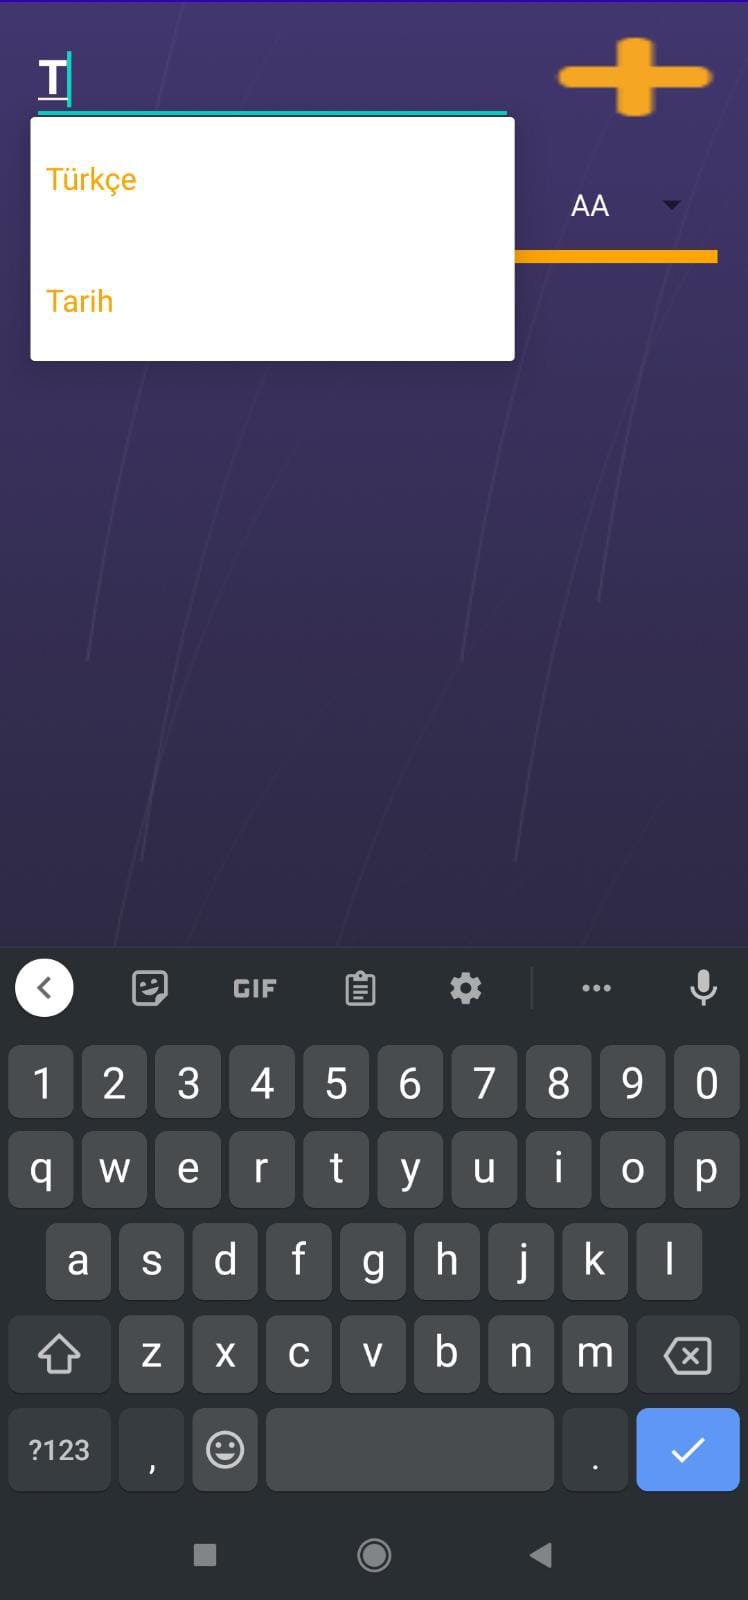 T
Türkçe
AA
Tarih
GIF
1 2 3 4 5 6 7 8 9 0
q w e r t y u i o p
a s d f g h j k l
z x c v b n m
?123 , .